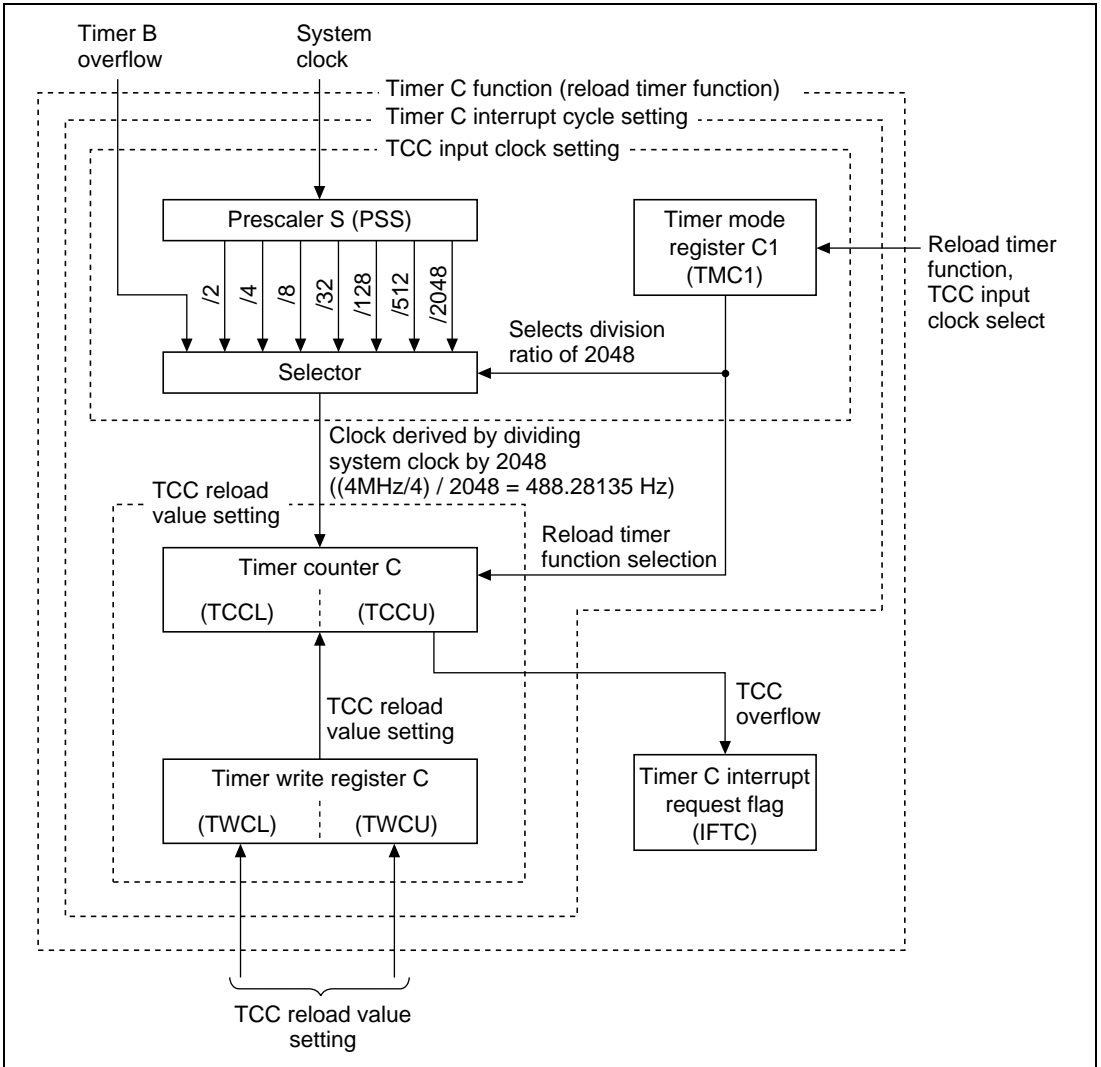 Timer B
overflow
System
clock
Timer C function (reload timer function)
Timer C interrupt cycle setting
TCC input clock setting
Prescaler S (PSS)
Timer mode
register C1
(TMC1)
Reload timer
function,
TCC input
clock select
/2
/4
/8
/32
/128
/512
/2048
Selects division
ratio of 2048
Selector
Clock derived by dividing
system clock by 2048
((4MHz/4) / 2048 = 488.28135 Hz)
TCC reload
value setting
Reload timer
function selection
Timer counter C
(TCCL) (TCCU)
TCC reload
value setting
TCC
overflow
Timer write register C
(TWCL) (TWCU)
Timer C interrupt
request flag
(IFTC)
TCC reload value
setting